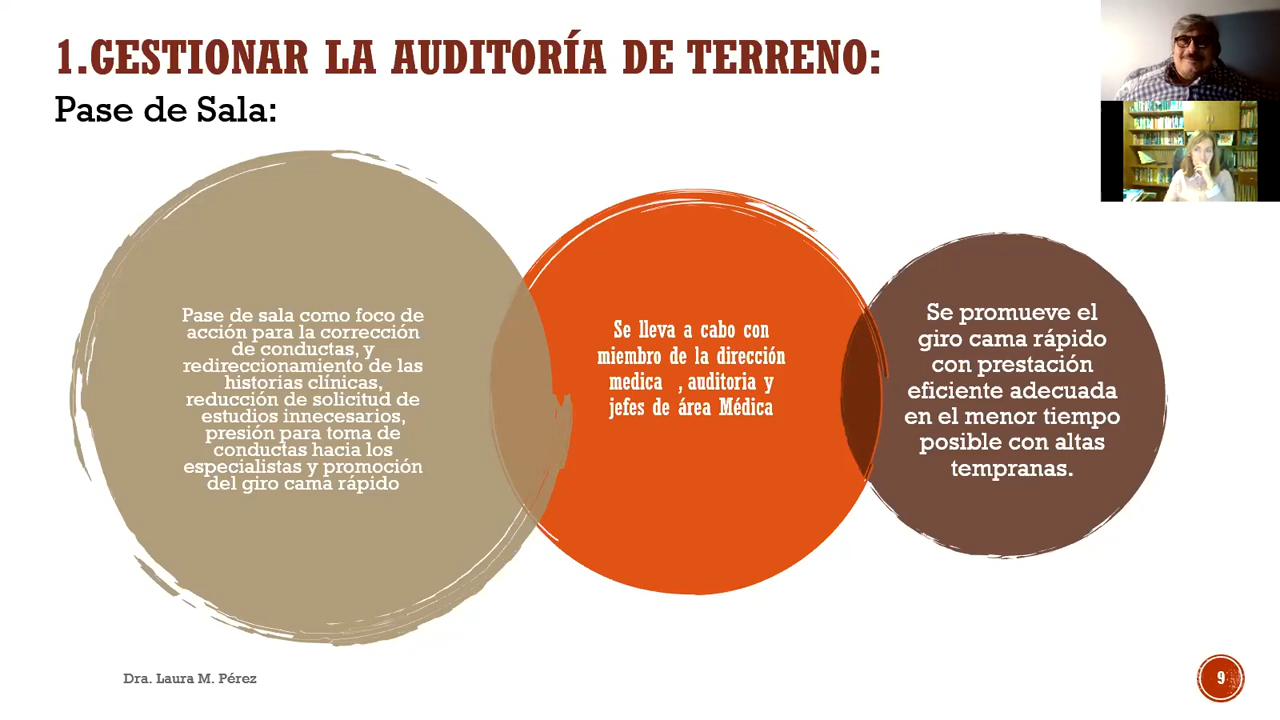 1.GESTIONAR LA AUDITORÍA DE TERRENO:
Pase de Sala:
Pase de sala como foco de
acción para la corrección
de conductas, y
redireccionamiento de las
historias clínicas,
reducción de solicitud de
estudios innecesarios,
presión para toma de
conductas hacia los
especialistas y promoción
del giro cama rápido
Se lleva a cabo con
miembro de la dirección
medica , auditoria y
jefes de área Médica
Se promueve el
giro cama rápido
con prestación
eficiente adecuada
en el menor tiempo
posible con altas
tempranas.
Dra. Laura M. Pérez
9